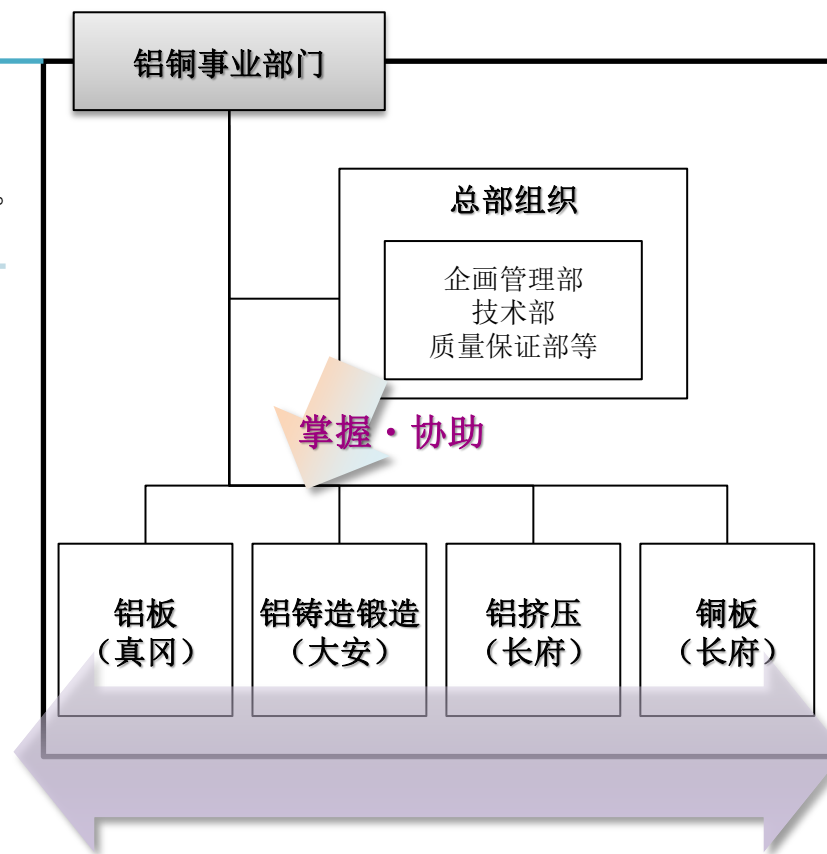 铝铜事业部门
。
总部组织
企画管理部
技术部
质量保证部等
掌握・协助
铝板
（真冈）
铝铸造锻造
（大安）
铝挤压
（长府）
铜板
（长府）